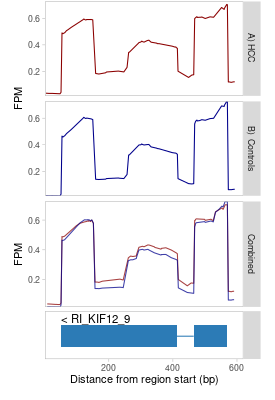 0.6
0.4
0.2
FPM
A) HCC
0.6
0.4
0.2
B) Controls
0.6
0.4
0.2
FPM
Combined
< RI_KIF12_9
200 400 600
Distance from region start (bp)